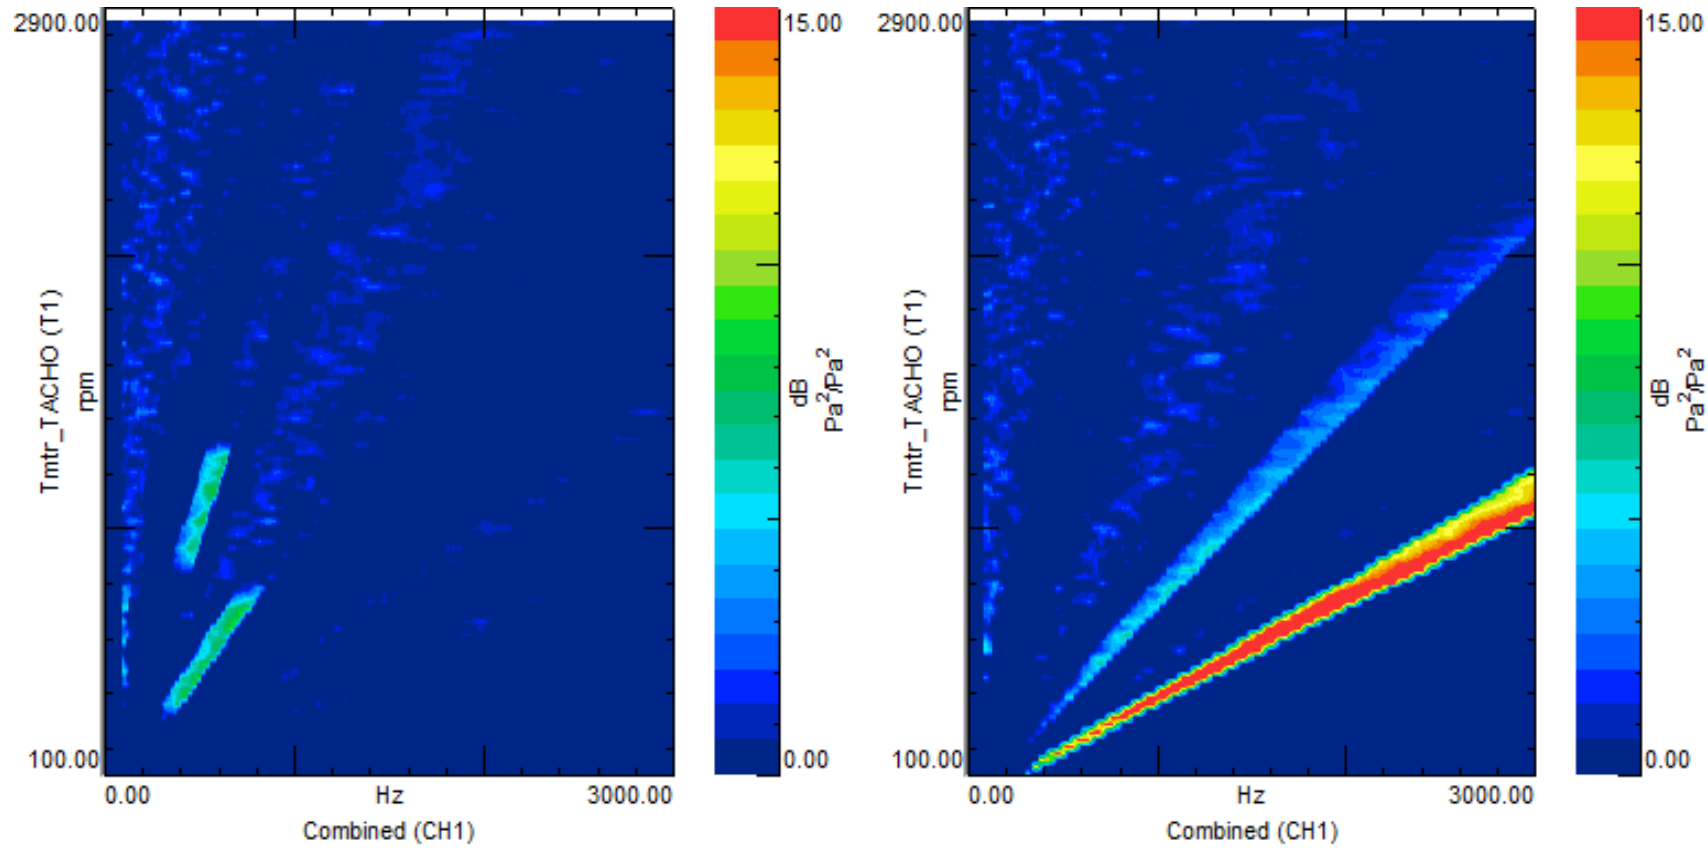 2900.00
Tmtr_TACHO (T1)
rpm
100.00
0.00
Hz
3000.00
Combined (CH1)
15.00
dB
Pa²/Pa²
0.00
2900.00
Tmtr_TACHO (T1)
rpm
100.00
0.00
Hz
3000.00
Combined (CH1)
15.00
dB
Pa²/Pa²
0.00